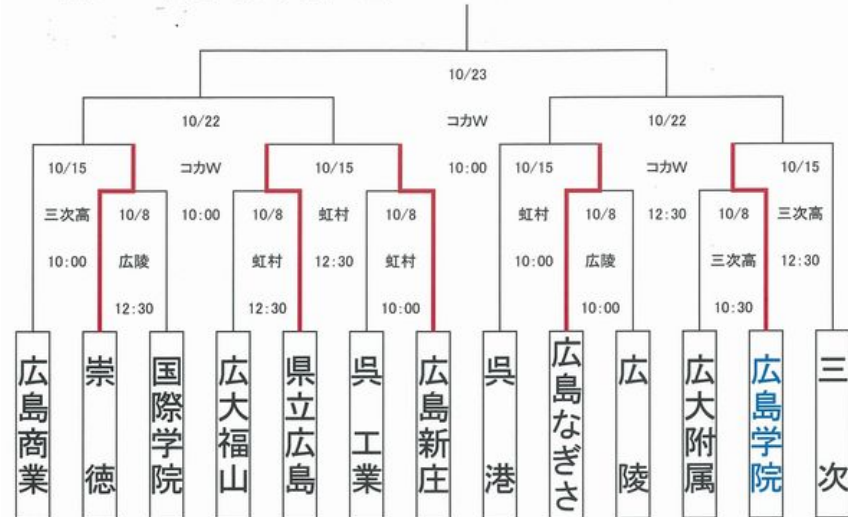 10/23
10/22
コカW
10/22
10/15
コカW
10/15
10:00
10/15
コカW
10/15
三次高
10/8
10:00
10/8
虹村
10/8
虹村
10/8
12:30
10/8
三次高
10:00
広陵
虹村
12:30
虹村
10:00
広陵
三次高
12:30
12:30
12:30
10:00
10:00
10:30
広島商業
崇徳
国際学院
広大福山
県立広島
呉工業
広島新庄
呉港
広島なぎさ
広陵
広大附属
広島学院
三次